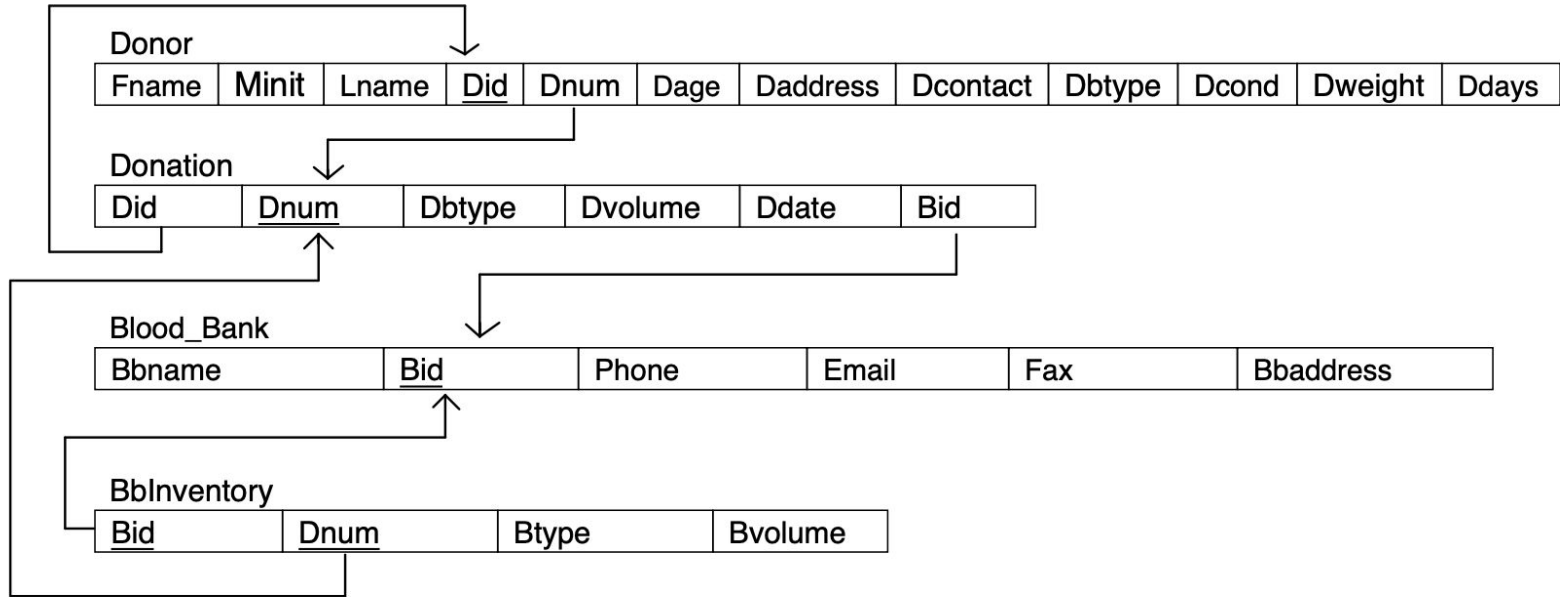 Donor
Fname Minit Lname Did Dnum Dage Daddress Dcontact Dbtype Dcond Dweight Ddays
Donation
Did Dnum Dbtype Dvolume Ddate Bid
Blood_Bank
Bbname Bid Phone Email Fax Bbaddress
BbInventory
Bid Dnum Btype Bvolume